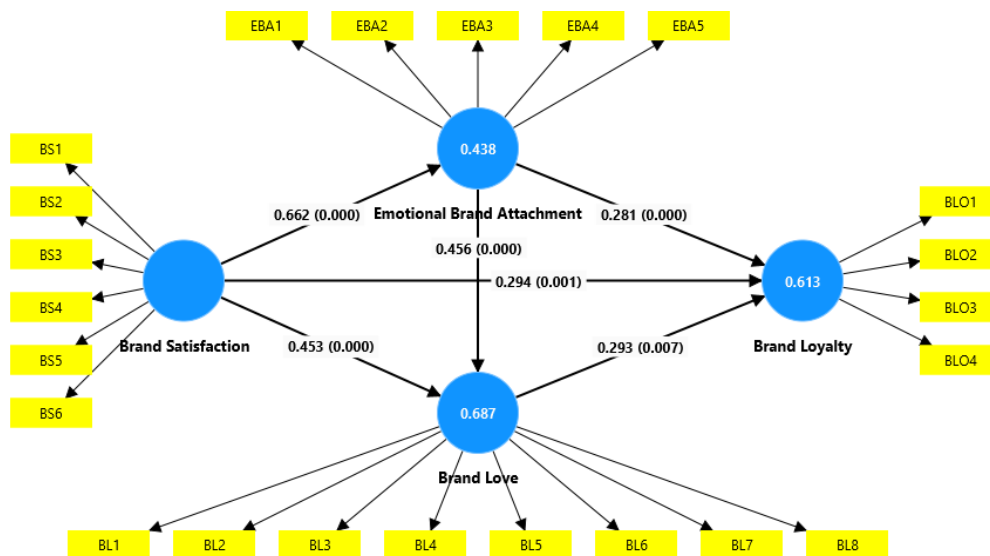 EBA1 EBA2 EBA3 EBA4 EBA5
BS1
BS2
BS3
BS4
BS5
BS6
0.438
Emotional Brand Attachment
0.662 (0.000)
0.281 (0.000)
0.456 (0.000)
0.294 (0.001)
Brand Satisfaction
0.453 (0.000)
0.293 (0.007)
0.613
Brand Loyalty
BLO1
BLO2
BLO3
BLO4
0.687
Brand Love
BL1 BL2 BL3 BL4 BL5 BL6 BL7 BL8